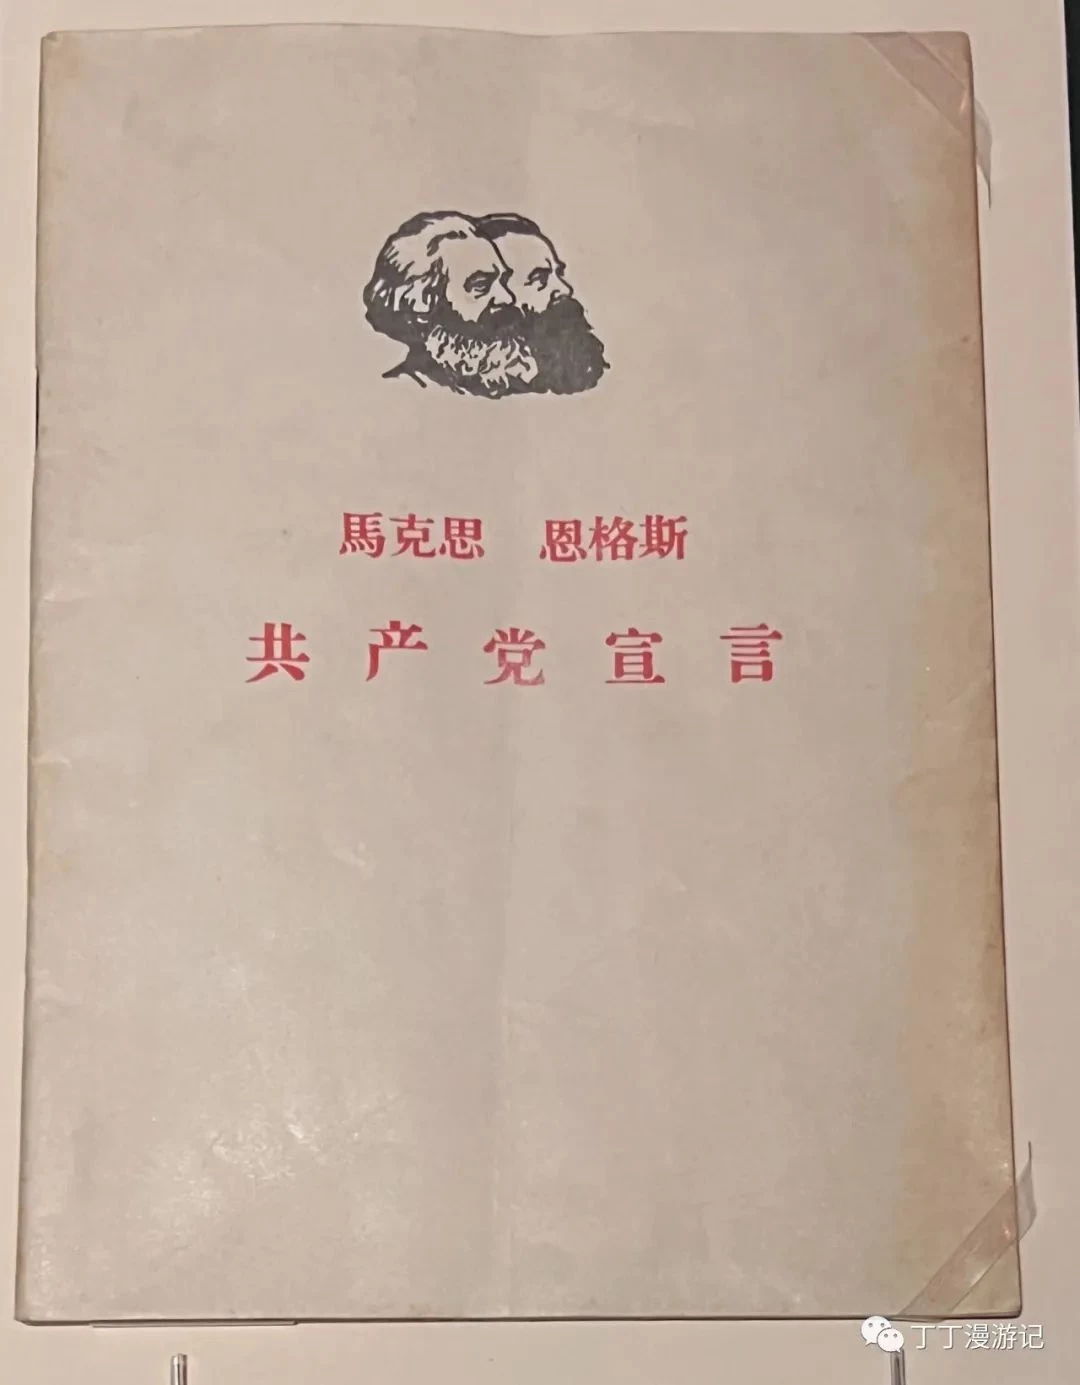 馬克思 恩格斯
共产党宣言
丁丁漫游记